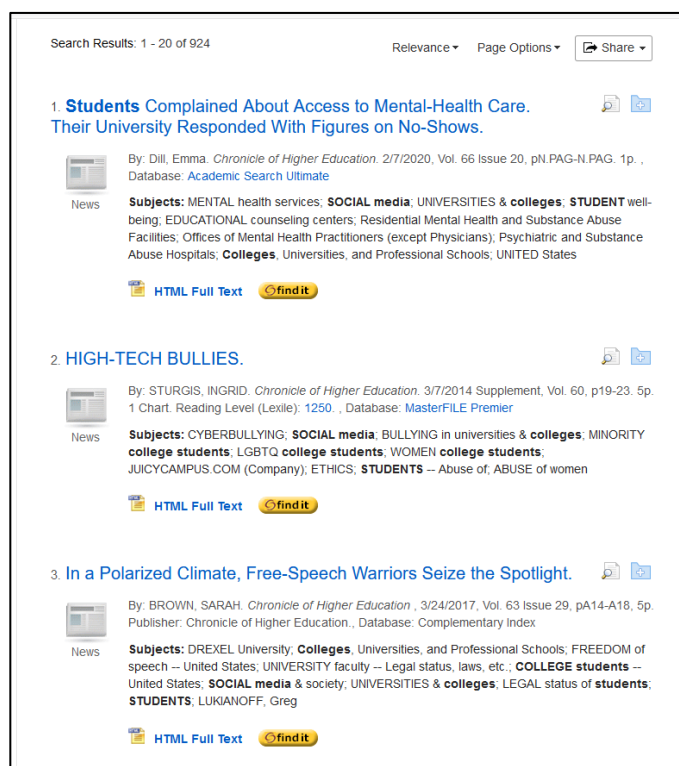 Search Results: 1 - 20 of 924
Relevance Page Options Share
1. Students Complained About Access to Mental-Health Care.
Their University Responded With Figures on No-Shows.
By: Dill, Emma. Chronicle of Higher Education. 2/7/2020, Vol. 66 Issue 20, pN.PAG-N.PAG. 1p. ,
Database: Academic Search Ultimate
News
Subjects: MENTAL health services; SOCIAL media; UNIVERSITIES & colleges; STUDENT well-
being; EDUCATIONAL counseling centers; Residential Mental Health and Substance Abuse
Facilities; Offices of Mental Health Practitioners (except Physicians); Psychiatric and Substance
Abuse Hospitals; Colleges, Universities, and Professional Schools; UNITED States
HTML Full Text find it
2. HIGH-TECH BULLIES.
By: STURGIS, INGRID. Chronicle of Higher Education. 3/7/2014 Supplement, Vol. 60, p19-23. 5p.
1 Chart. Reading Level (Lexile): 1250. , Database: MasterFILE Premier
News
Subjects: CYBERBULLYING; SOCIAL media; BULLYING in universities & colleges; MINORITY
college students; LGBTQ college students; WOMEN college students;
JUICYCAMPUS.COM (Company); ETHICS; STUDENTS -- Abuse of; ABUSE of women
HTML Full Text find it
3. In a Polarized Climate, Free-Speech Warriors Seize the Spotlight.
By: BROWN, SARAH. Chronicle of Higher Education , 3/24/2017, Vol. 63 Issue 29, pA14-A18, 5p.
Publisher: Chronicle of Higher Education., Database: Complementary Index
News
Subjects: DREXEL University; Colleges, Universities, and Professional Schools; FREEDOM of
speech -- United States; UNIVERSITY faculty -- Legal status, laws, etc.; COLLEGE students --
United States; SOCIAL media & society; UNIVERSITIES & colleges; LEGAL status of students;
STUDENTS; LUKIANOFF, Greg
HTML Full Text find it